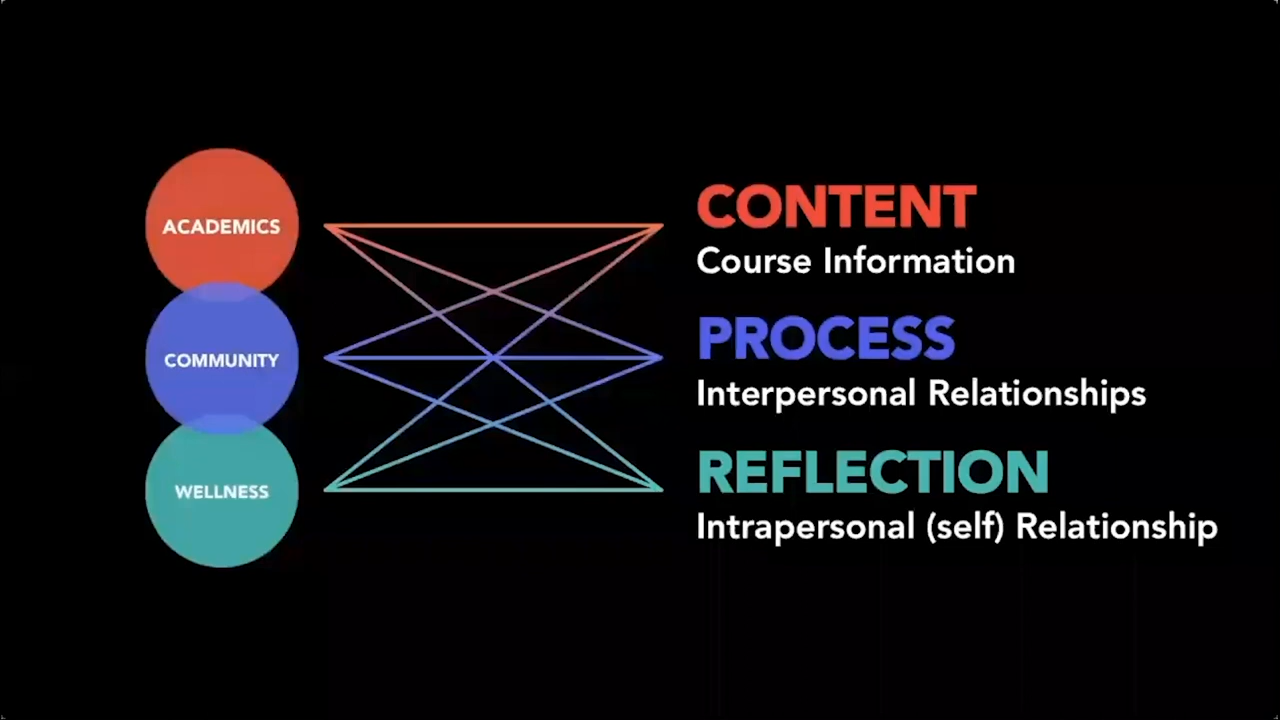 ACADEMICS
COMMUNITY
WELLNESS
CONTENT
Course Information
PROCESS
Interpersonal Relationships
REFLECTION
Intrapersonal (self) Relationship